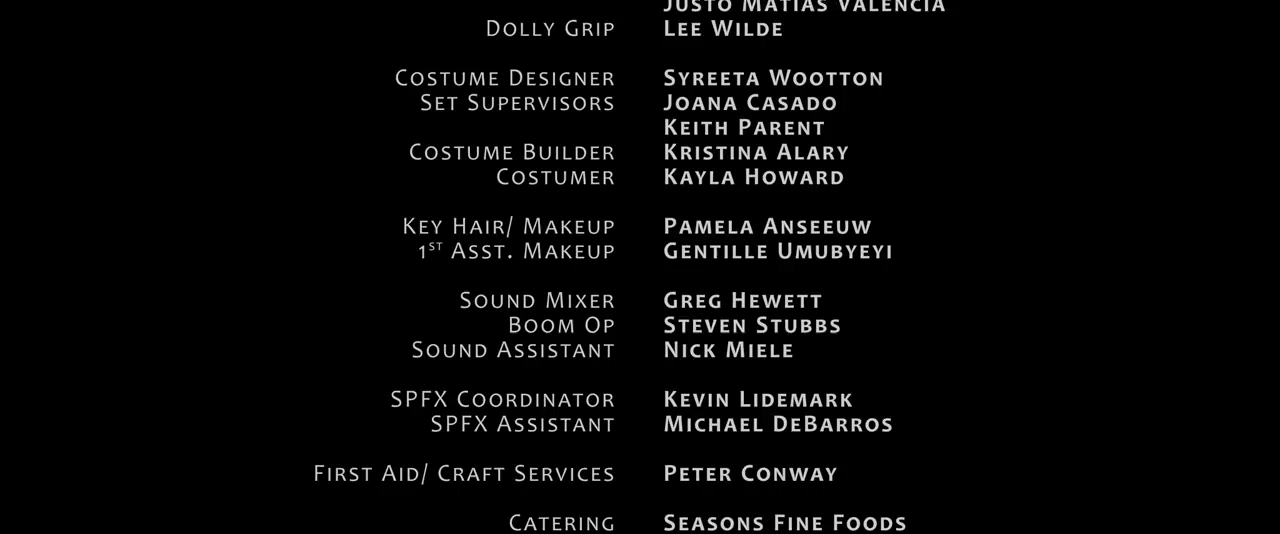 Justo Matias Valencia
Dolly Grip Lee Wilde
Costume Designer Syreeta Wootton
Set Supervisors Joana Casado
Keith Parent
Costume Builder Kristina Alary
Costumer Kayla Howard
Key Hair/ Makeup Pamela Anseeuw
1st Asst. Makeup Gentille Umubyeyi
Sound Mixer Greg Hewett
Boom Op Steven Stubbs
Sound Assistant Nick Miele
SPFX Coordinator Kevin Lidemark
SPFX Assistant Michael DeBarros
First Aid/ Craft Services Peter Conway
Catering Seasons Fine Foods